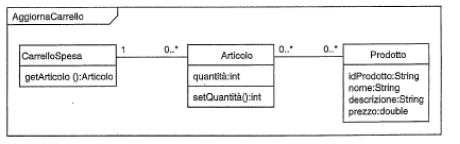 AggiornaCarrello
CarrelloSpesa
getArticolo ():Articolo
1
0..*
Articolo
quantità:int
setQuantità():int
0..*
0..*
Prodotto
idProdotto:String
nome:String
descrizione:String
prezzo:double